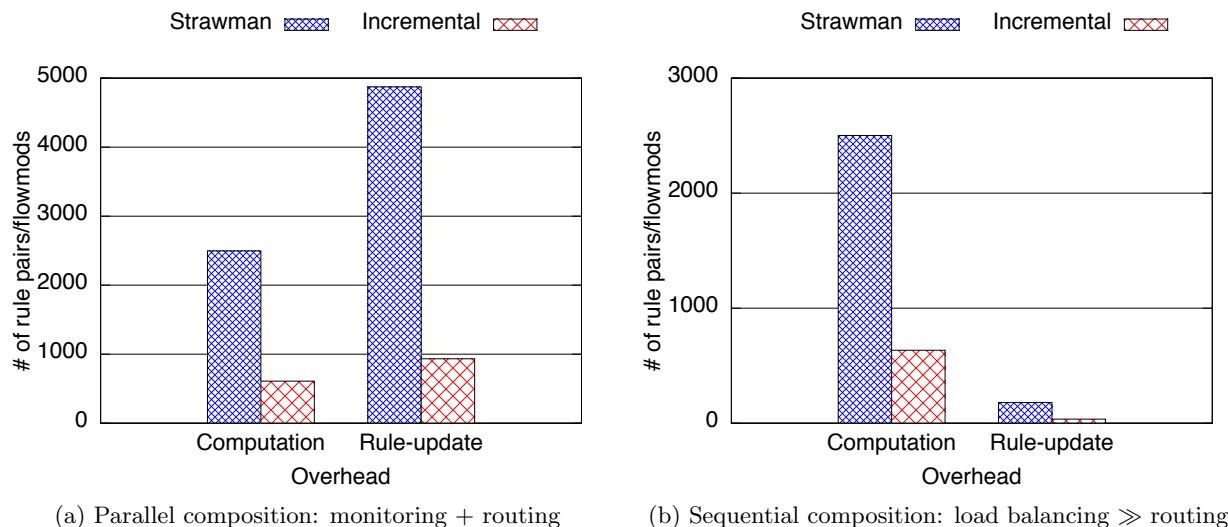 Strawman Incremental
# of rule pairs/flowmods
5000
4000
3000
2000
1000
0
Computation Rule-update
Overhead
(a) Parallel composition: monitoring + routing
Strawman Incremental
# of rule pairs/flowmods
3000
2000
1000
0
Computation Rule-update
Overhead
(b) Sequential composition: load balancing ≫ routing